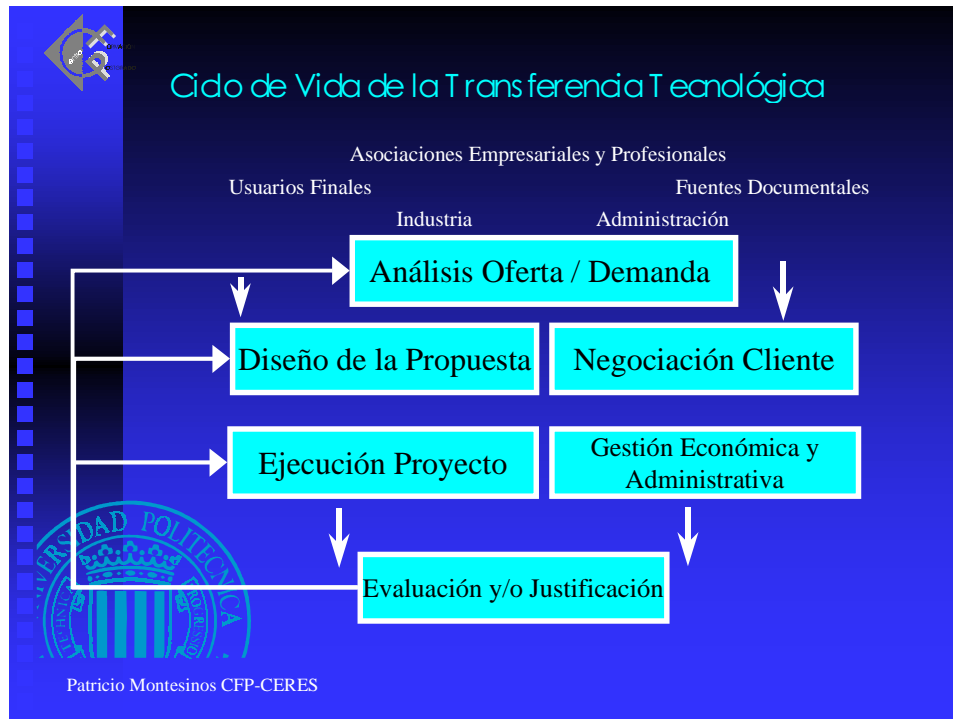 Ciclo de Vida de la Transferencia Tecnológica
Asociaciones Empresariales y Profesionales
Usuarios Finales
Fuentes Documentales
Industria
Administración
Análisis Oferta / Demanda
Diseño de la Propuesta
Negociación Cliente
Ejecución Proyecto
Gestión Económica y
Administrativa
Evaluación y/o Justificación
Patricio Montesinos CFP-CERES